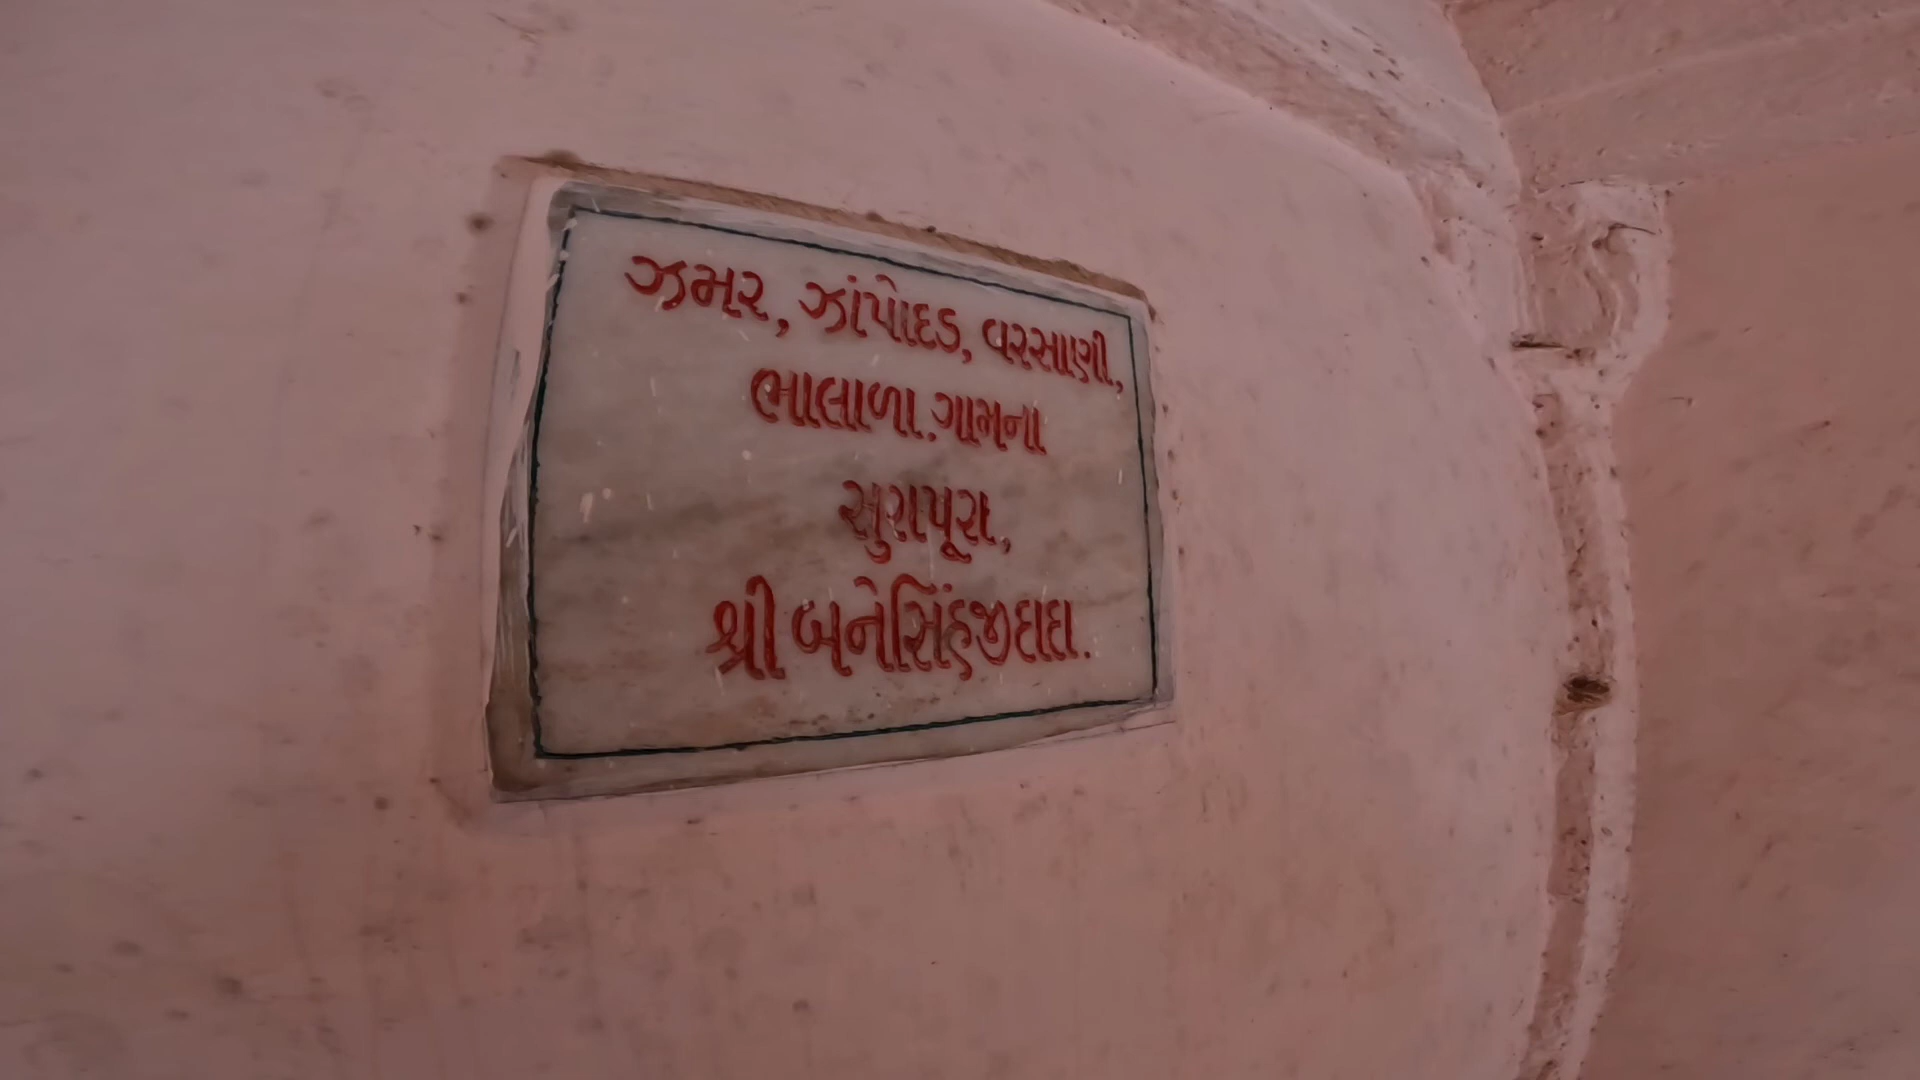 ઝમર, ઝાંપોદડ, વરસાણી,
ભાલાળા.ગામના
સુરાપૂરા,
શ્રી બનેસિંહજીદાદા.